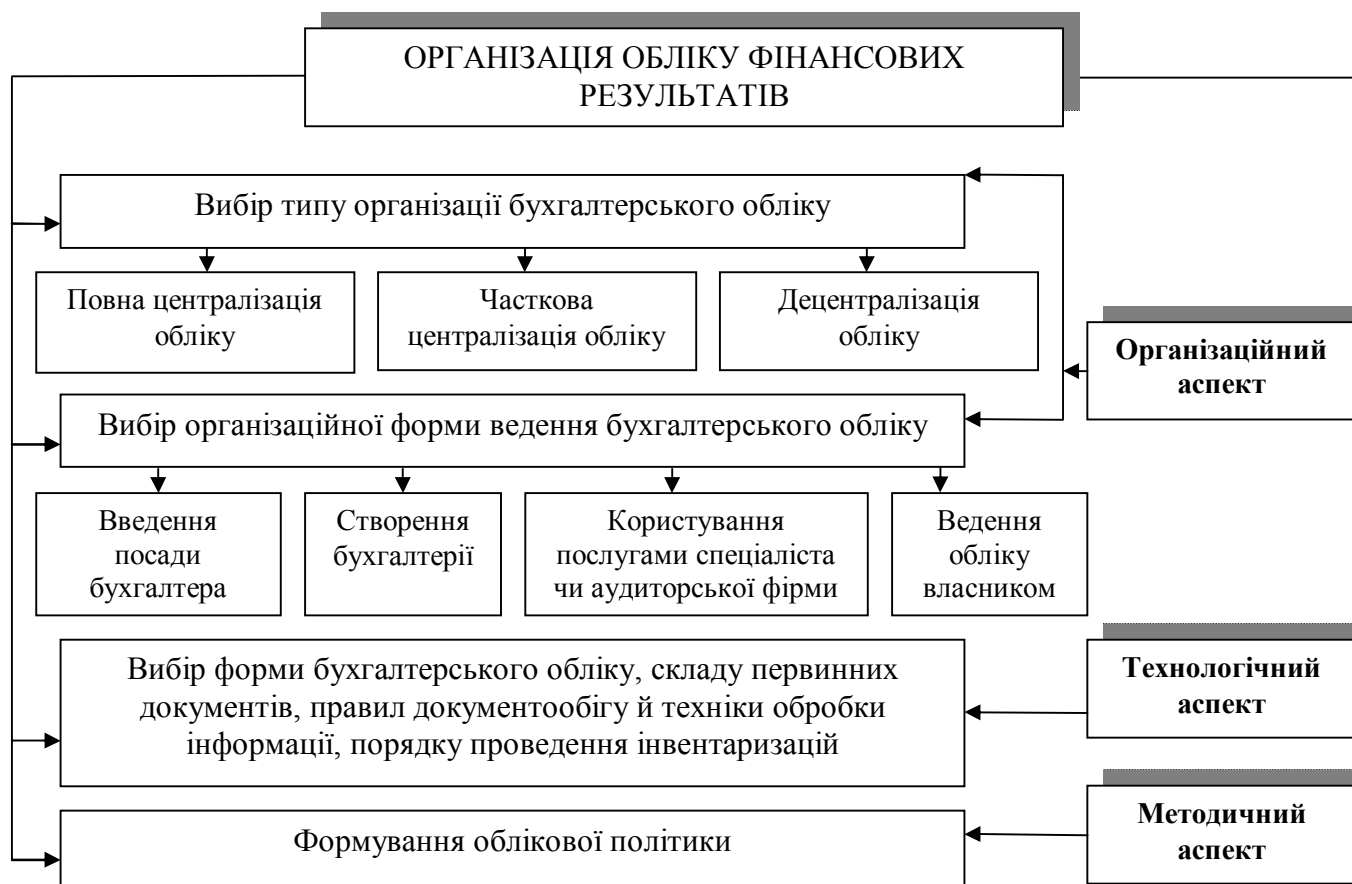 ОРГАНІЗАЦІЯ ОБЛІКУ ФІНАНСОВИХ
РЕЗУЛЬТАТІВ
Вибір типу організації бухгалтерського обліку
Повна централізація
обліку
Часткова
централізація обліку
Децентралізація
обліку
Організаційний
аспект
Вибір організаційної форми ведення бухгалтерського обліку
Введення
посади
бухгалтера
Створення
бухгалтерії
Користування
послугами спеціаліста
чи аудиторської фірми
Ведення
обліку
власником
Вибір форми бухгалтерського обліку, складу первинних
документів, правил документообігу й техніки обробки
інформації, порядку проведення інвентаризацій
Технологічний
аспект
Формування облікової політики
Методичний
аспект